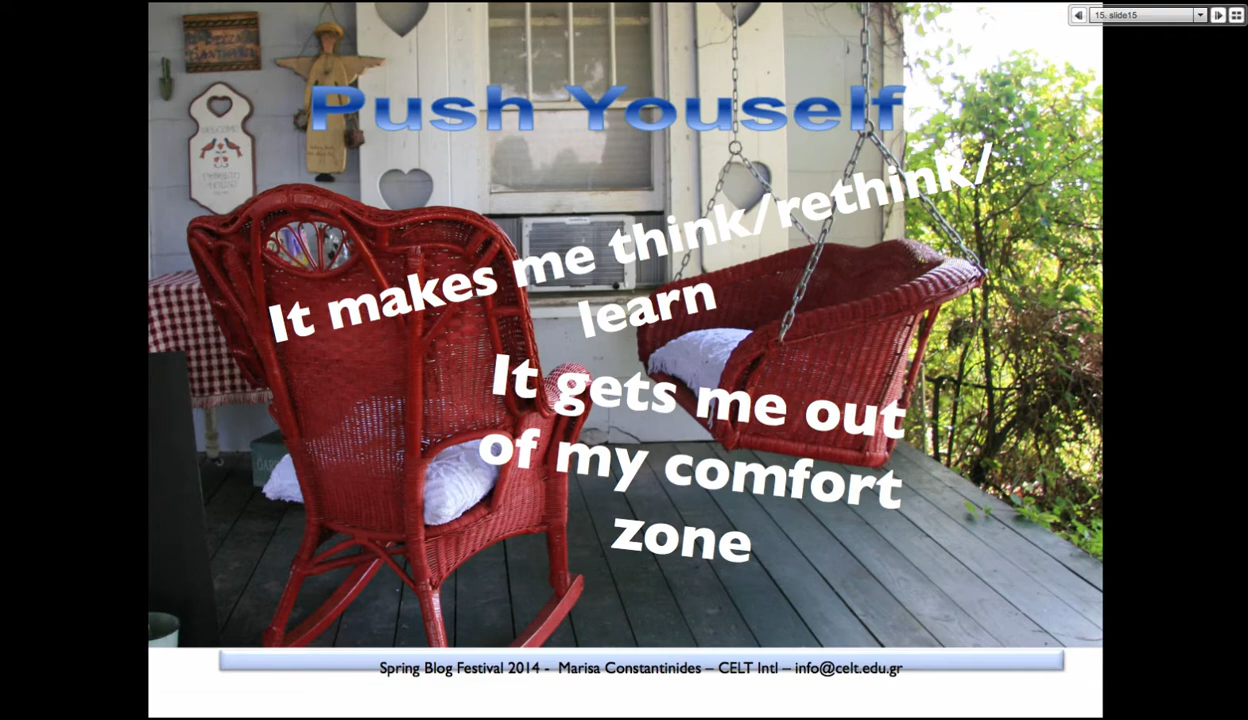 15. slide15
Push Youself
It makes me think/rethink/
learn
It gets me out
of my comfort
zone
Spring Blog Festival 2014 - Marisa Constantinides – CELT Intl – info@celt.edu.gr